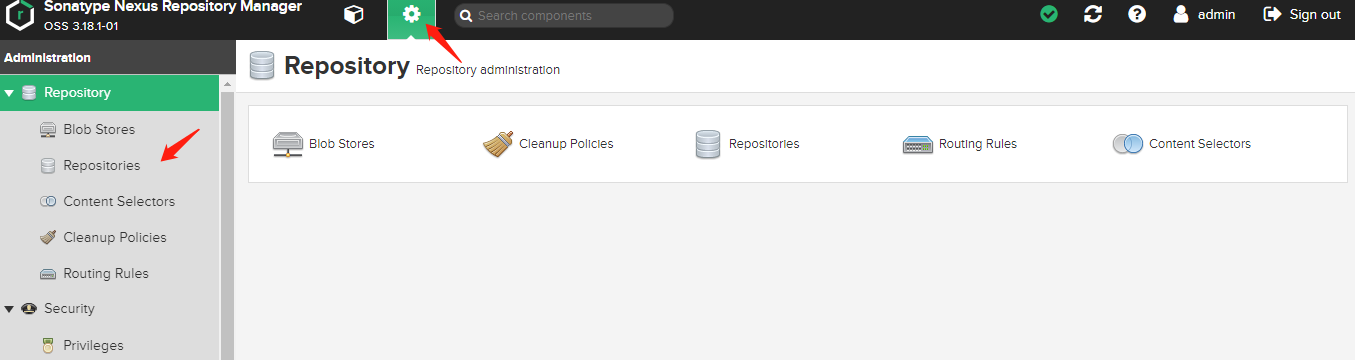 Sonatype Nexus Repository Manager
OSS 3.18.1-01
Search components
admin
Sign out
Administration
Repository
Blob Stores
Repositories
Content Selectors
Cleanup Policies
Routing Rules
Security
Privileges
Repository Repository administration
Blob Stores
Cleanup Policies
Repositories
Routing Rules
Content Selectors